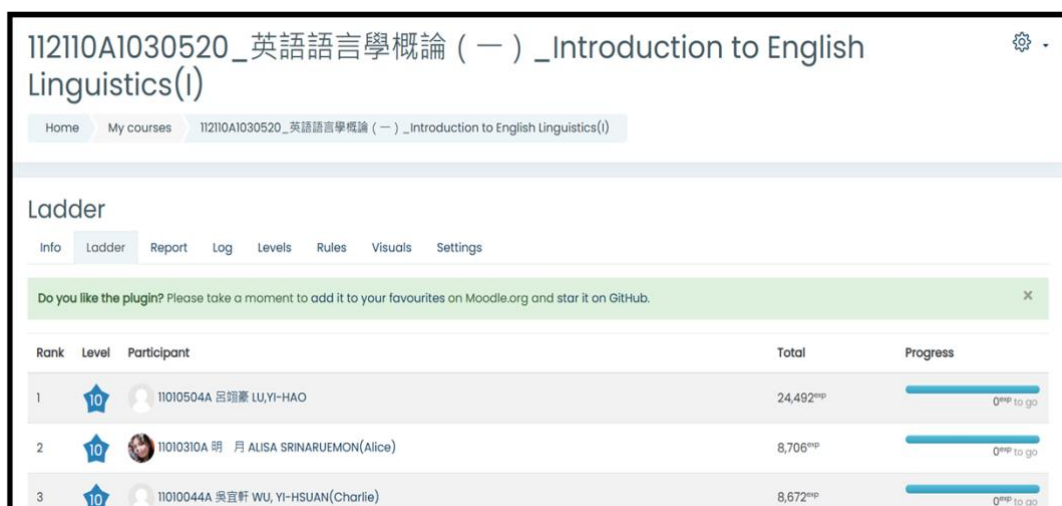 112110A1030520_英語語言學概論（一）_Introduction to English
Linguistics(I)
Home My courses 112110A1030520_英語語言學概論（一）_Introduction to English Linguistics(I)
Ladder
Info Ladder Report Log Levels Rules Visuals Settings
Do you like the plugin? Please take a moment to add it to your favourites on Moodle.org and star it on GitHub. ×
Rank Level Participant Total Progress
1 10 11010504A 呂翊豪 LU,YI-HAO 24,492exp 0exp to go
2 10 11010310A 明 月 ALISA SRINARUEMON(Alice) 8,706exp 0exp to go
3 10 11010044A 吳宜軒 WU, YI-HSUAN(Charlie) 8,672exp 0exp to go